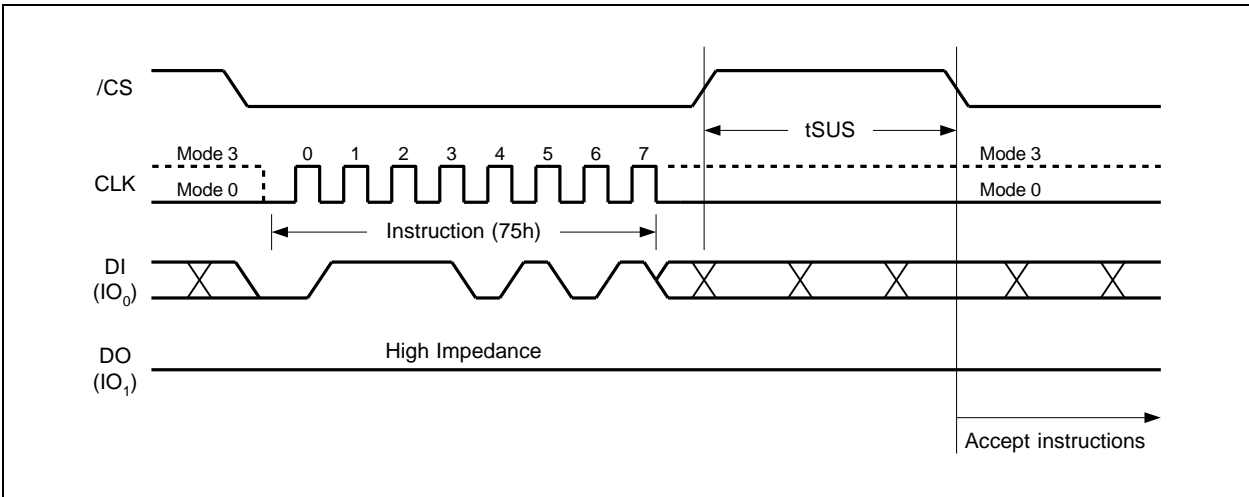 /CS
tSUS
Mode 3
0 1 2 3 4 5 6 7
Mode 3
CLK
Mode 0
Mode 0
Instruction (75h)
DI
(IO₀)
High Impedance
DO
(IO₁)
Accept instructions